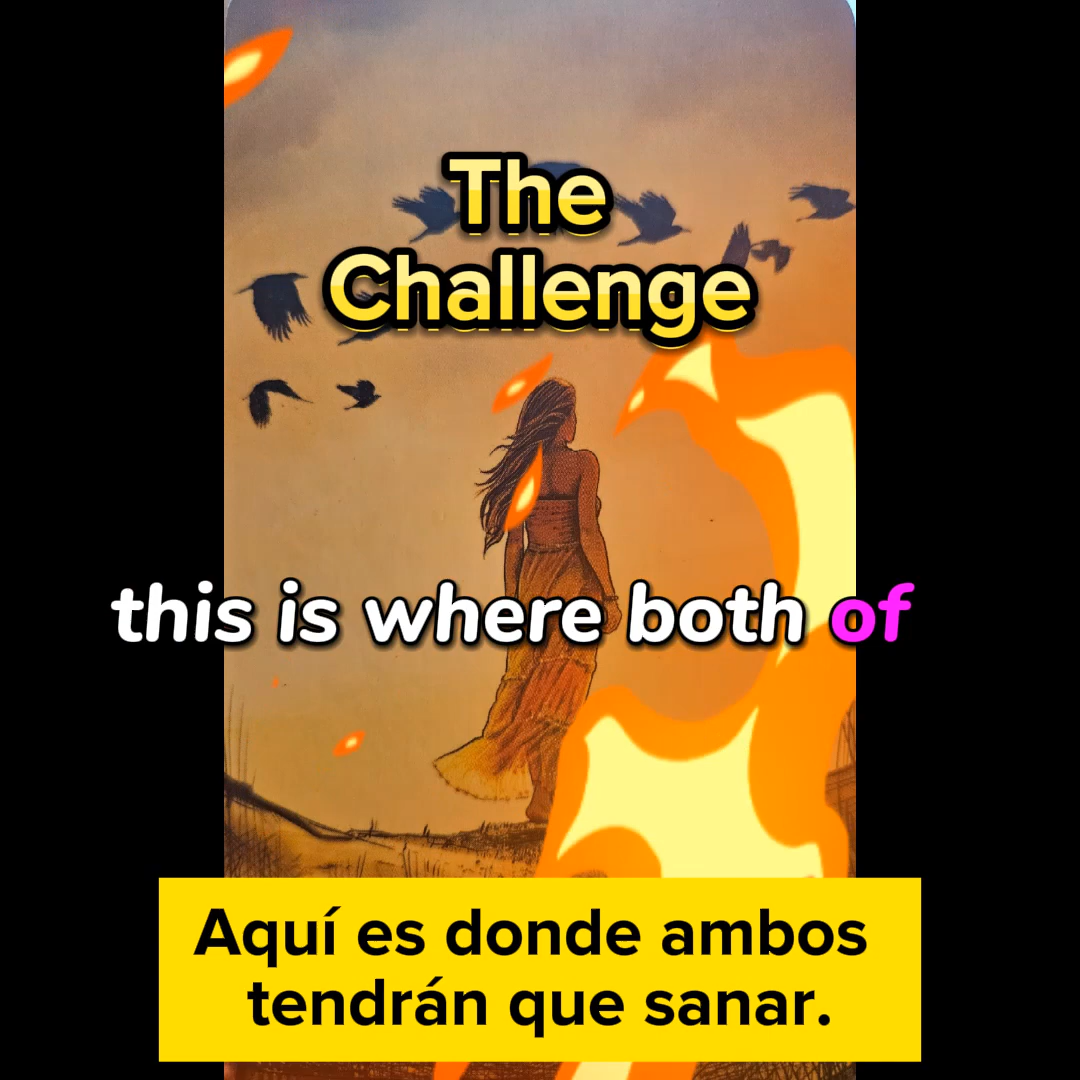 The
Challenge
this is where both of
Aquí es donde ambos
tendrán que sanar.